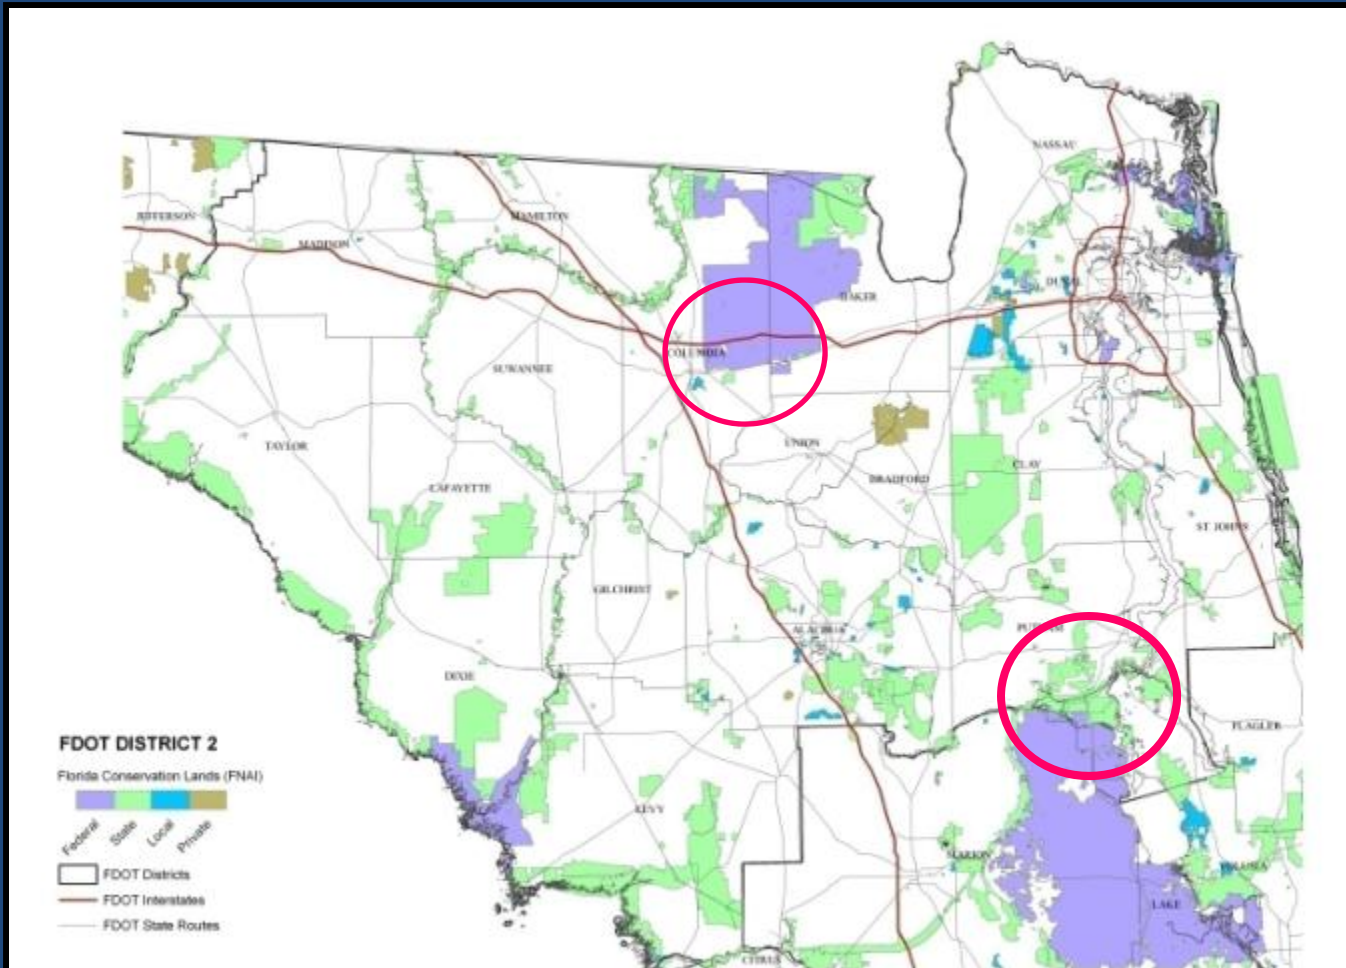 NASSAU
JEFFERSON
HAMILTON
MADISON
DUVAL
BAKER
COLUMBIA
SUWANNEE
TAYLOR
UNION
CLAY
BRADFORD
LAFAYETTE
ST JOHNS
GILCHRIST
ALACHUA
PUTNAM
DIXIE
FLAGLER
FDOT DISTRICT 2
Florida Conservation Lands (FNAI)
Federal State Local Private
LEVY
MARION
VOLUSIA
LAKE
FDOT Districts
FDOT Interstates
FDOT State Routes
CITRUS